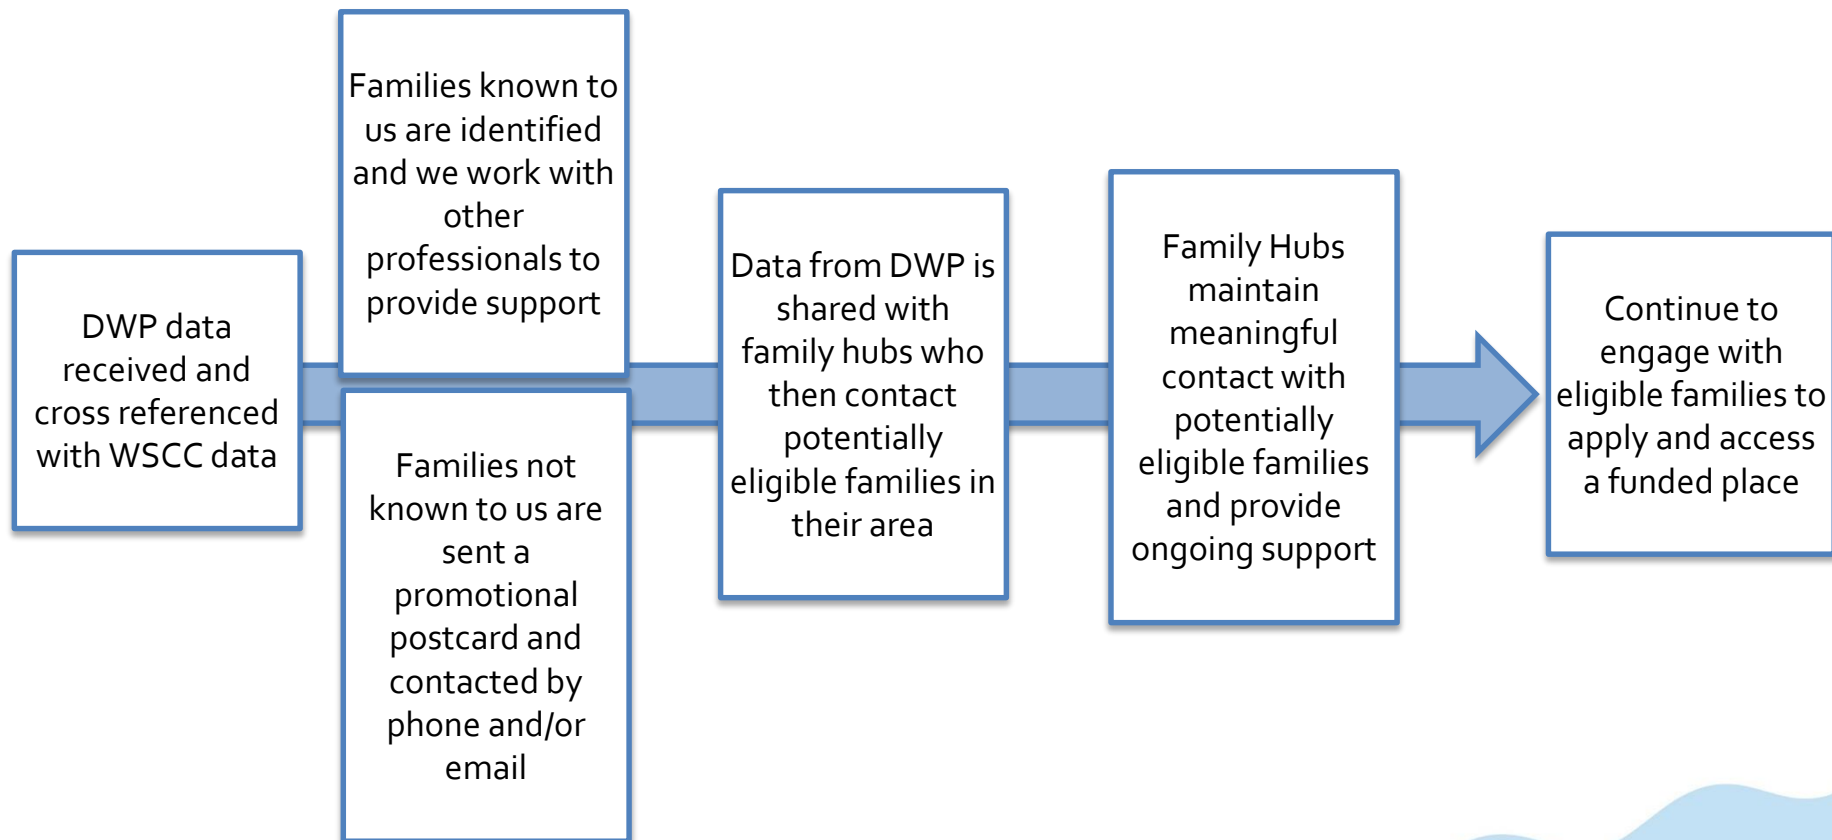 DWP data
received and
cross referenced
with WSCC data
Families known to
us are identified
and we work with
other
professionals to
provide support
Families not
known to us are
sent a
promotional
postcard and
contacted by
phone and/or
email
Data from DWP is
shared with
family hubs who
then contact
potentially
eligible families in
their area
Family Hubs
maintain
meaningful
contact with
potentially
eligible families
and provide
ongoing support
Continue to
engage with
eligible families to
apply and access
a funded place